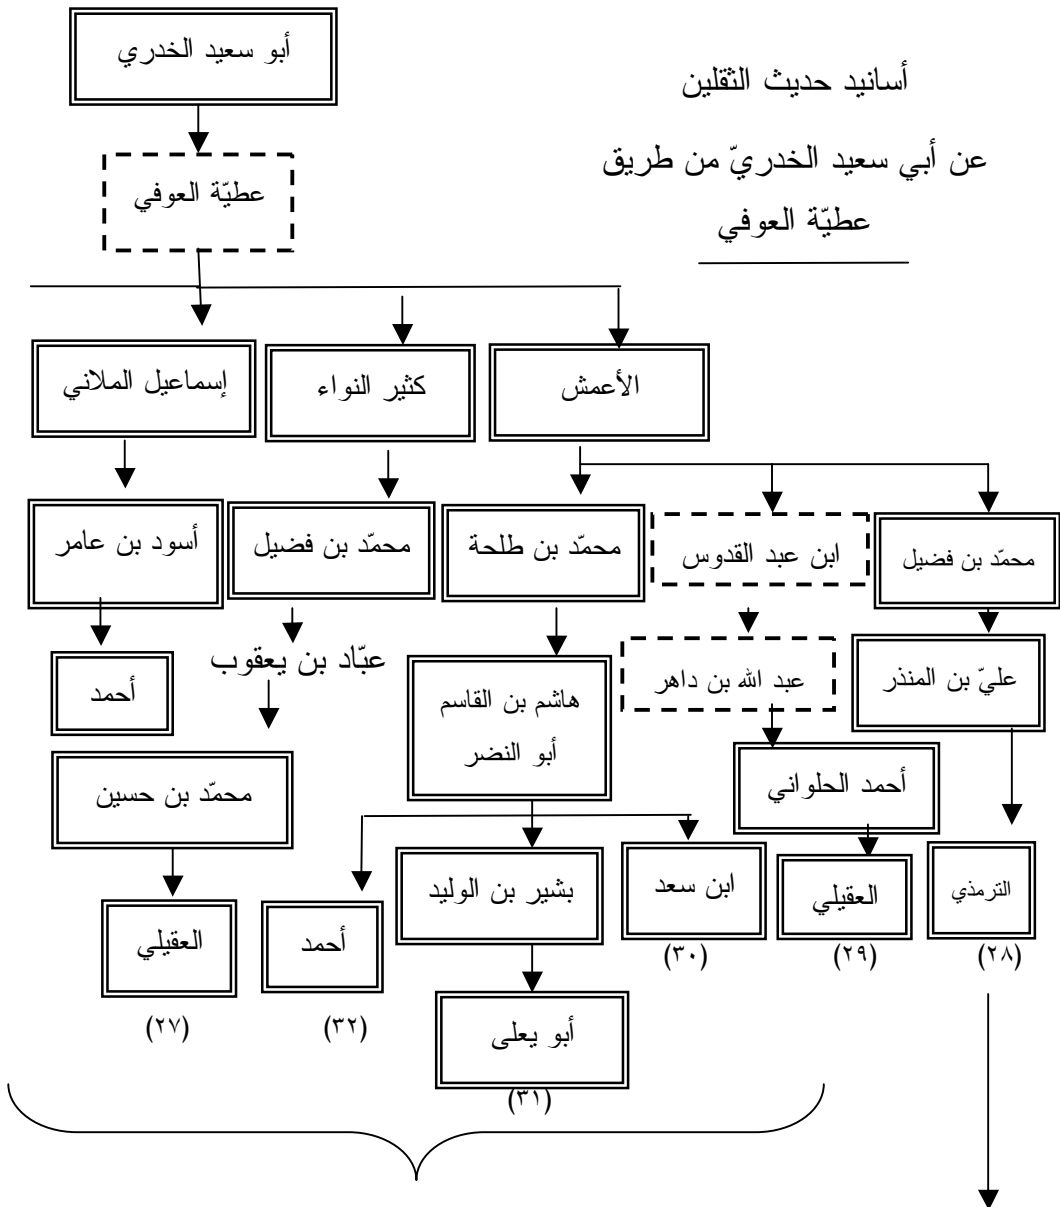 أسانيد حديث الثقلين
عن أبي سعيد الخدريّ من طريق
عطيّة العوفي
أبو سعيد الخدري
عطيّة العوفي
الأعمش
كثير النواء
إسماعيل الملاني
محمّد بن فضيل
ابن عبد القدوس
محمّد بن طلحة
محمّد بن فضيل
أسود بن عامر
عليّ بن المنذر
عبد الله بن داهر
هاشم بن القاسم
أبو النضر
عبّاد بن يعقوب
أحمد
أحمد الحلواني
محمّد بن حسين
الترمذي
العقيلي
ابن سعد
بشير بن الوليد
أحمد
العقيلي
(٢٨)
(٢٩)
(٣٠)
(٣٢)
(٢٧)
أبو يعلى
(٣١)